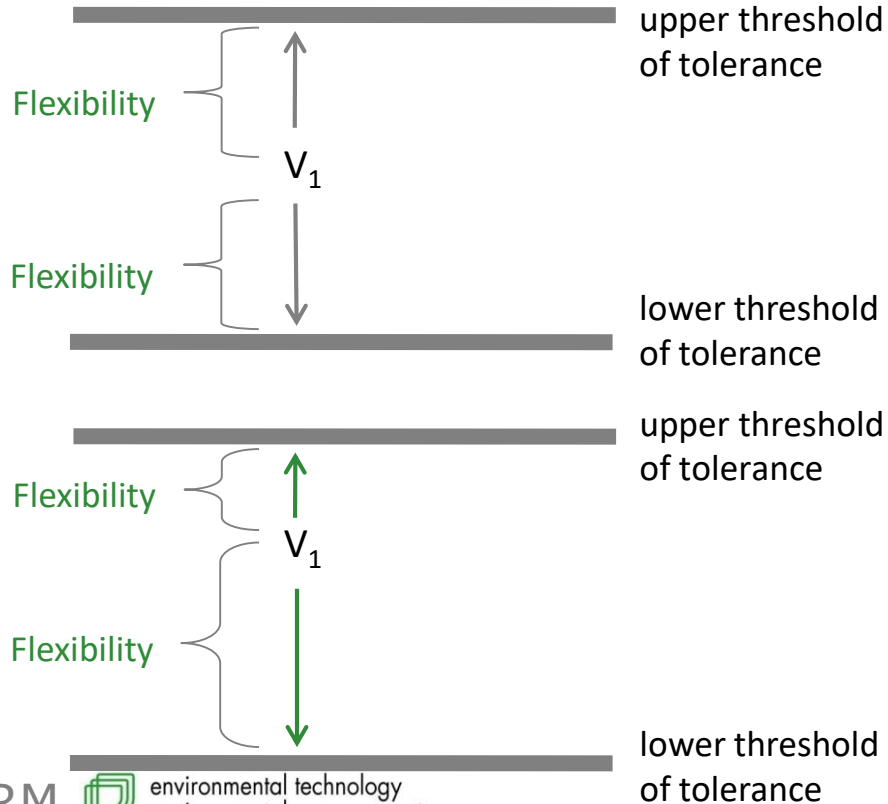 upper threshold
of tolerance
Flexibility
V₁
Flexibility
lower threshold
of tolerance
upper threshold
of tolerance
Flexibility
V₁
Flexibility
lower threshold
of tolerance
environmental technology